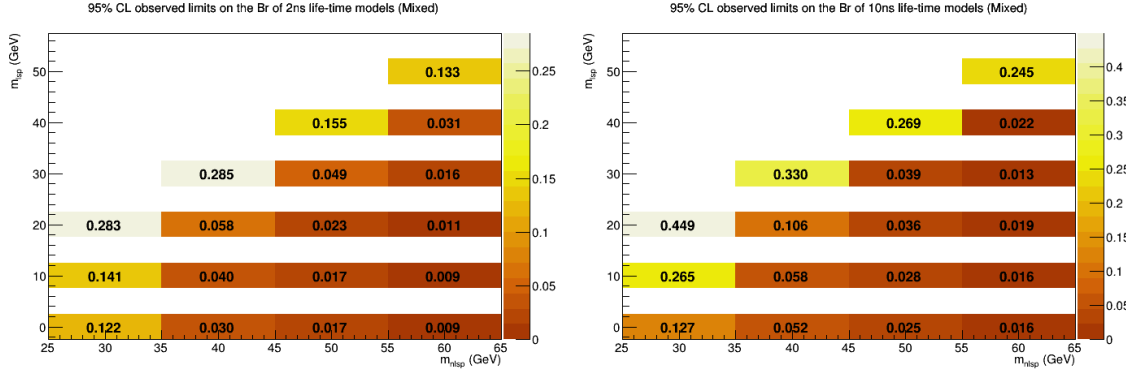 95% CL observed limits on the Br of 2ns life-time models (Mixed)
m_lsp (GeV)
50
40
30
20
10
0
0.133
0.155 0.031
0.285 0.049 0.016
0.283 0.058 0.023 0.011
0.141 0.040 0.017 0.009
0.122 0.030 0.017 0.009
25 30 35 40 45 50 55 60 65
m_nlsp (GeV)
0.25
0.2
0.15
0.1
0.05
0
95% CL observed limits on the Br of 10ns life-time models (Mixed)
m_lsp (GeV)
50
40
30
20
10
0
0.245
0.269 0.022
0.330 0.039 0.013
0.449 0.106 0.036 0.019
0.265 0.058 0.028 0.016
0.127 0.052 0.025 0.016
25 30 35 40 45 50 55 60 65
m_nlsp (GeV)
0.4
0.35
0.3
0.25
0.2
0.15
0.1
0.05
0